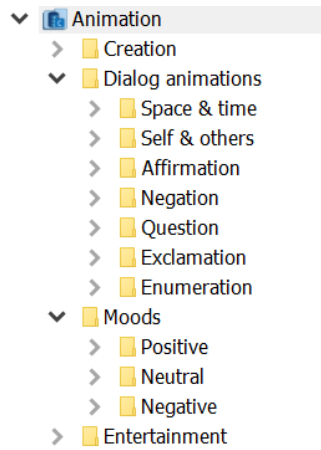 Animation
Creation
Dialog animations
Space & time
Self & others
Affirmation
Negation
Question
Exclamation
Enumeration
Moods
Positive
Neutral
Negative
Entertainment